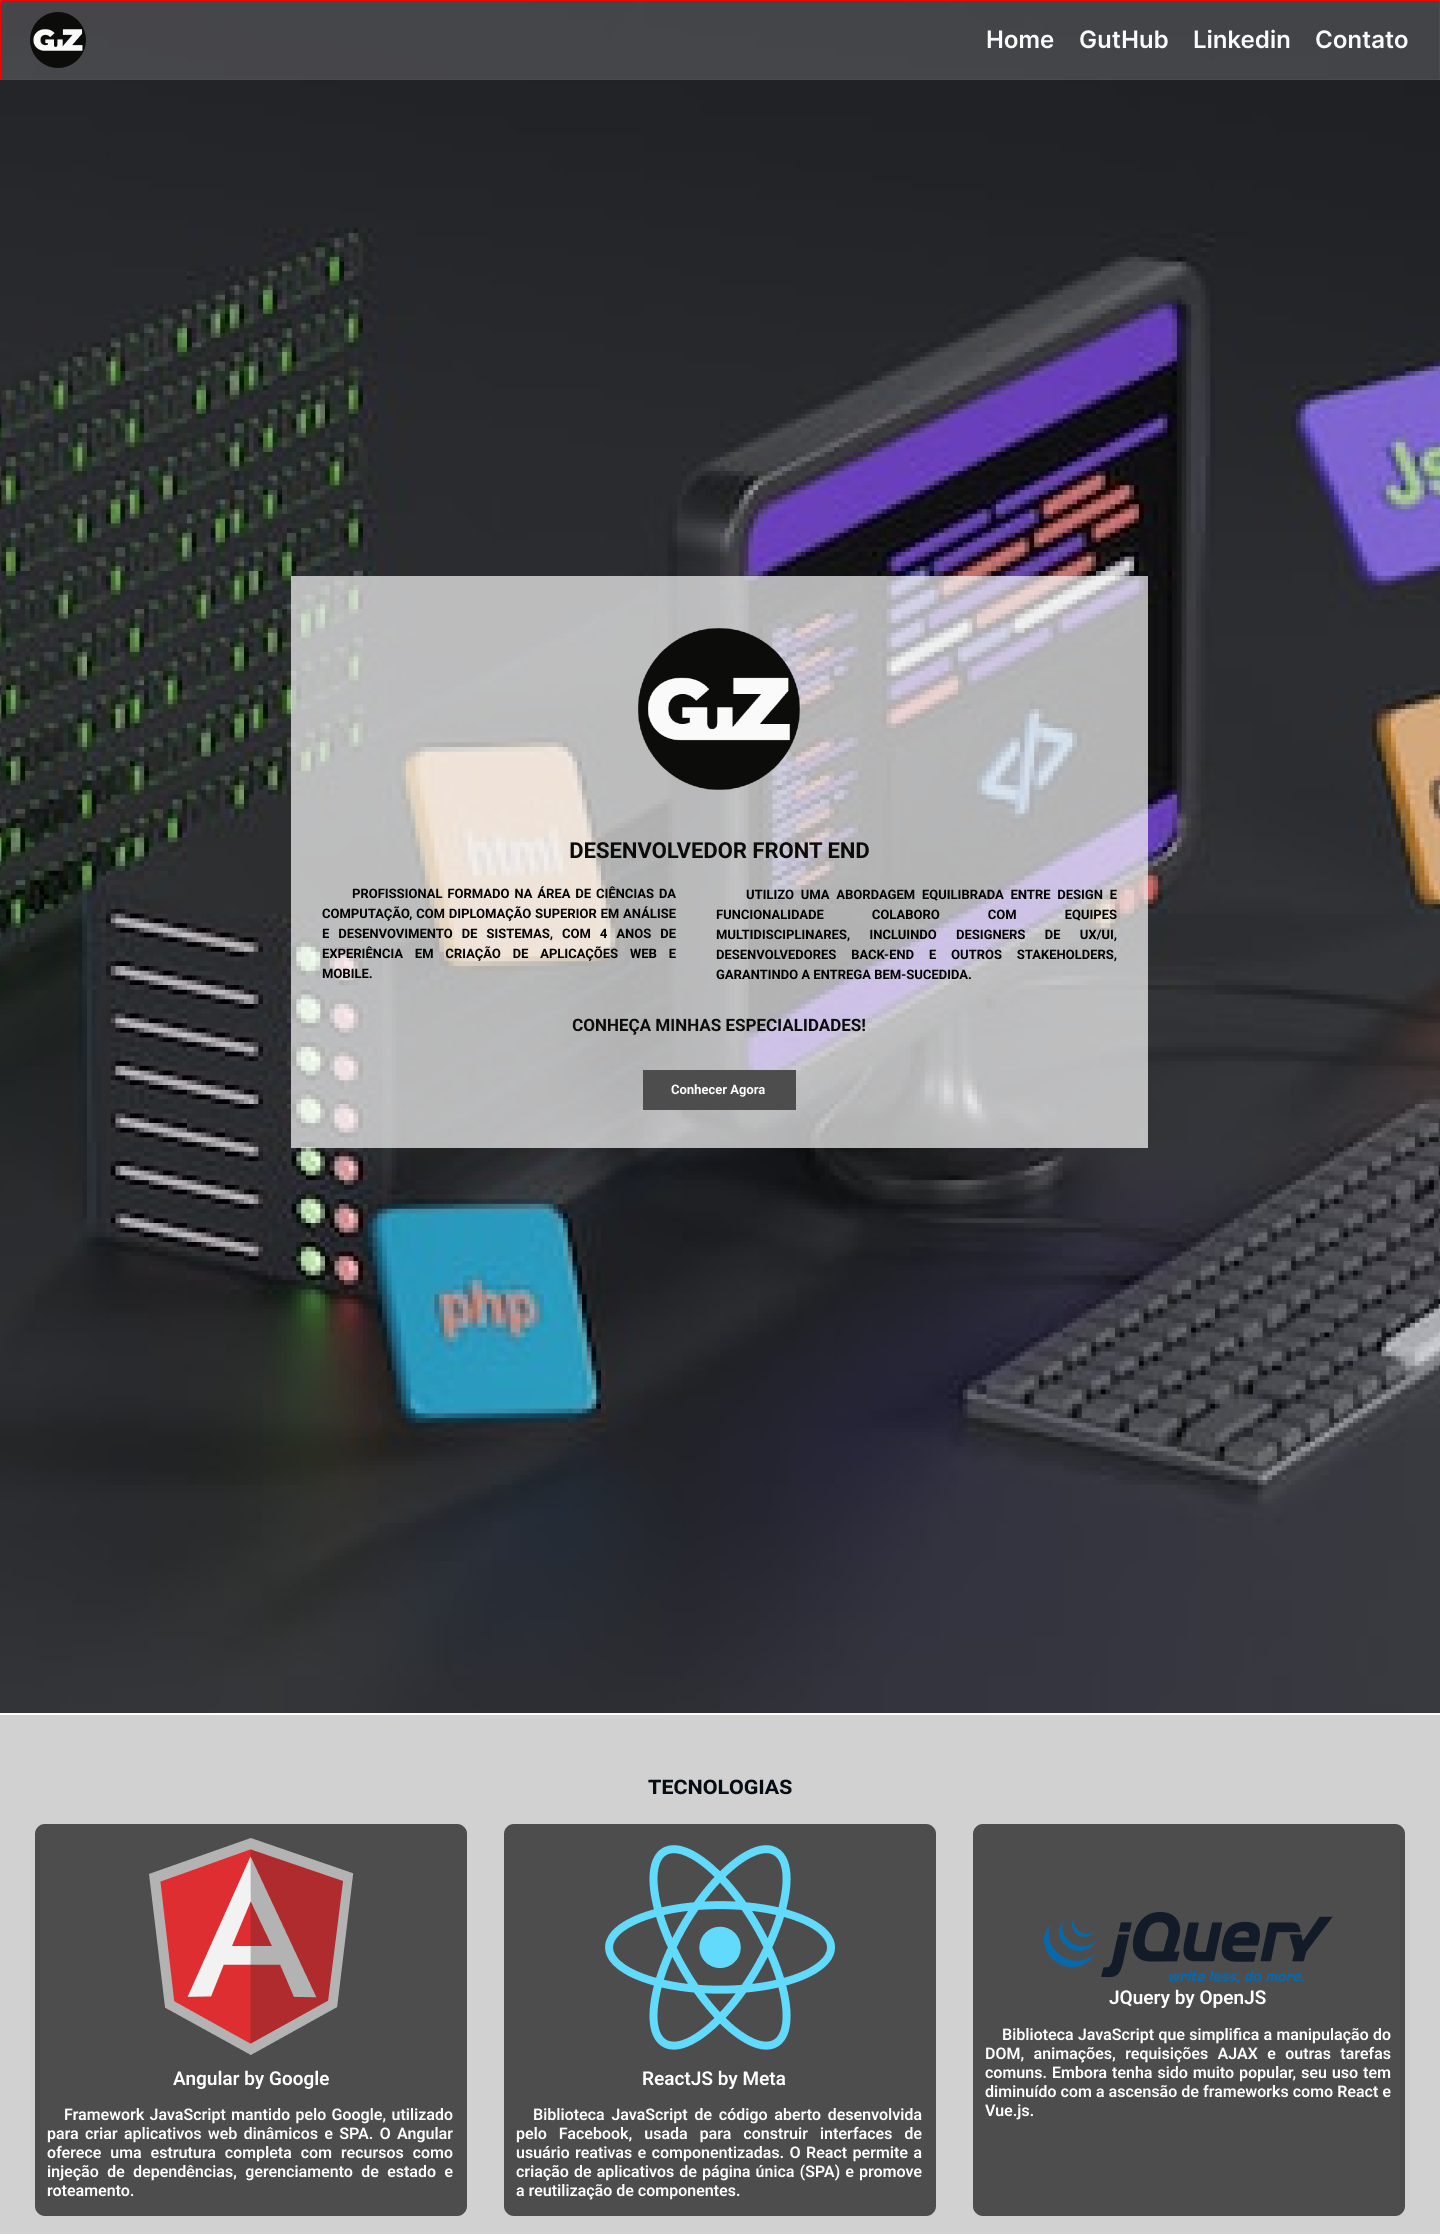 GuZ
Home GutHub Linkedin Contato
Js
GuZ
html
DESENVOLVEDOR FRONT END
PROFISSIONAL FORMADO NA ÁREA DE CIÊNCIAS DA
COMPUTAÇÃO, COM DIPLOMAÇÃO SUPERIOR EM ANÁLISE
E DESENVOVIMENTO DE SISTEMAS, COM 4 ANOS DE
EXPERIÊNCIA EM CRIAÇÃO DE APLICAÇÕES WEB E
MOBILE.
UTILIZO UMA ABORDAGEM EQUILIBRADA ENTRE DESIGN E
FUNCIONALIDADE COLABORO COM EQUIPES
MULTIDISCIPLINARES, INCLUINDO DESIGNERS DE UX/UI,
DESENVOLVEDORES BACK-END E OUTROS STAKEHOLDERS,
GARANTINDO A ENTREGA BEM-SUCEDIDA.
CONHEÇA MINHAS ESPECIALIDADES!
Conhecer Agora
php
TECNOLOGIAS
Angular by Google
Framework JavaScript mantido pelo Google, utilizado
para criar aplicativos web dinâmicos e SPA. O Angular
oferece uma estrutura completa com recursos como
injeção de dependências, gerenciamento de estado e
roteamento.
ReactJS by Meta
Biblioteca JavaScript de código aberto desenvolvida
pelo Facebook, usada para construir interfaces de
usuário reativas e componentizadas. O React permite a
criação de aplicativos de página única (SPA) e promove
a reutilização de componentes.
jQuery
write less, do more.
JQuery by OpenJS
Biblioteca JavaScript que simplifica a manipulação do
DOM, animações, requisições AJAX e outras tarefas
comuns. Embora tenha sido muito popular, seu uso tem
diminuído com a ascensão de frameworks como React e
Vue.js.